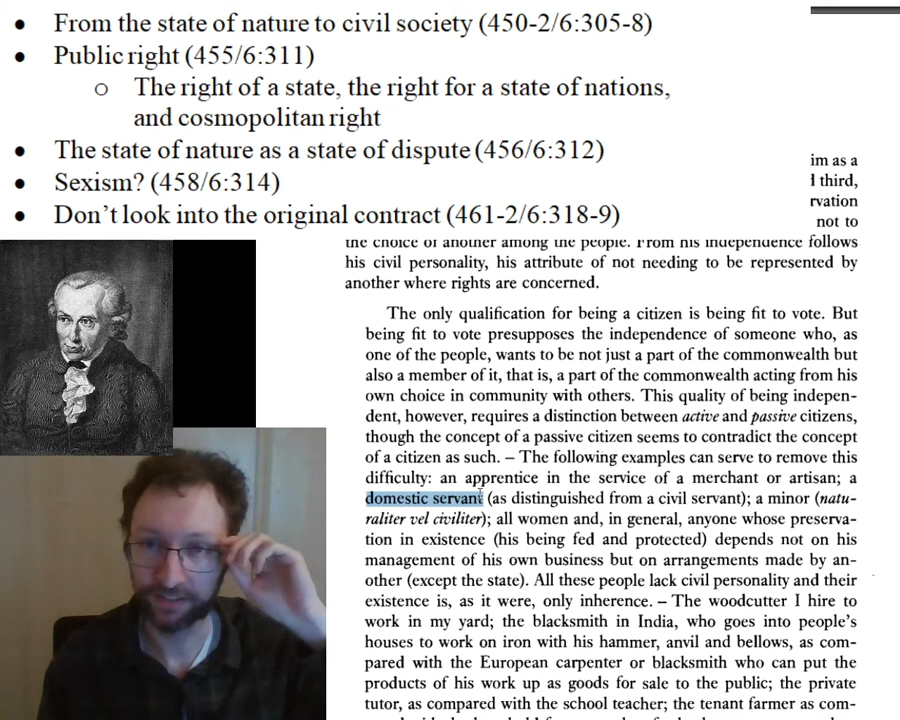 • From the state of nature to civil society (450-2/6:305-8)
• Public right (455/6:311)
o The right of a state, the right for a state of nations,
and cosmopolitan right
• The state of nature as a state of dispute (456/6:312)
• Sexism? (458/6:314)
• Don't look into the original contract (461-2/6:318-9)
im as a
l third,
rvation
not to
the choice of another among the people. From his independence follows
his civil personality, his attribute of not needing to be represented by
another where rights are concerned.
The only qualification for being a citizen is being fit to vote. But
being fit to vote presupposes the independence of someone who, as
one of the people, wants to be not just a part of the commonwealth but
also a member of it, that is, a part of the commonwealth acting from his
own choice in community with others. This quality of being indepen-
dent, however, requires a distinction between active and passive citizens,
though the concept of a passive citizen seems to contradict the concept
of a citizen as such. – The following examples can serve to remove this
difficulty: an apprentice in the service of a merchant or artisan; a
domestic servant (as distinguished from a civil servant); a minor (natu-
raliter vel civiliter); all women and, in general, anyone whose preserva-
tion in existence (his being fed and protected) depends not on his
management of his own business but on arrangements made by an-
other (except the state). All these people lack civil personality and their
existence is, as it were, only inherence. – The woodcutter I hire to
work in my yard; the blacksmith in India, who goes into people's
houses to work on iron with his hammer, anvil and bellows, as com-
pared with the European carpenter or blacksmith who can put the
products of his work up as goods for sale to the public; the private
tutor, as compared with the school teacher; the tenant farmer as com-